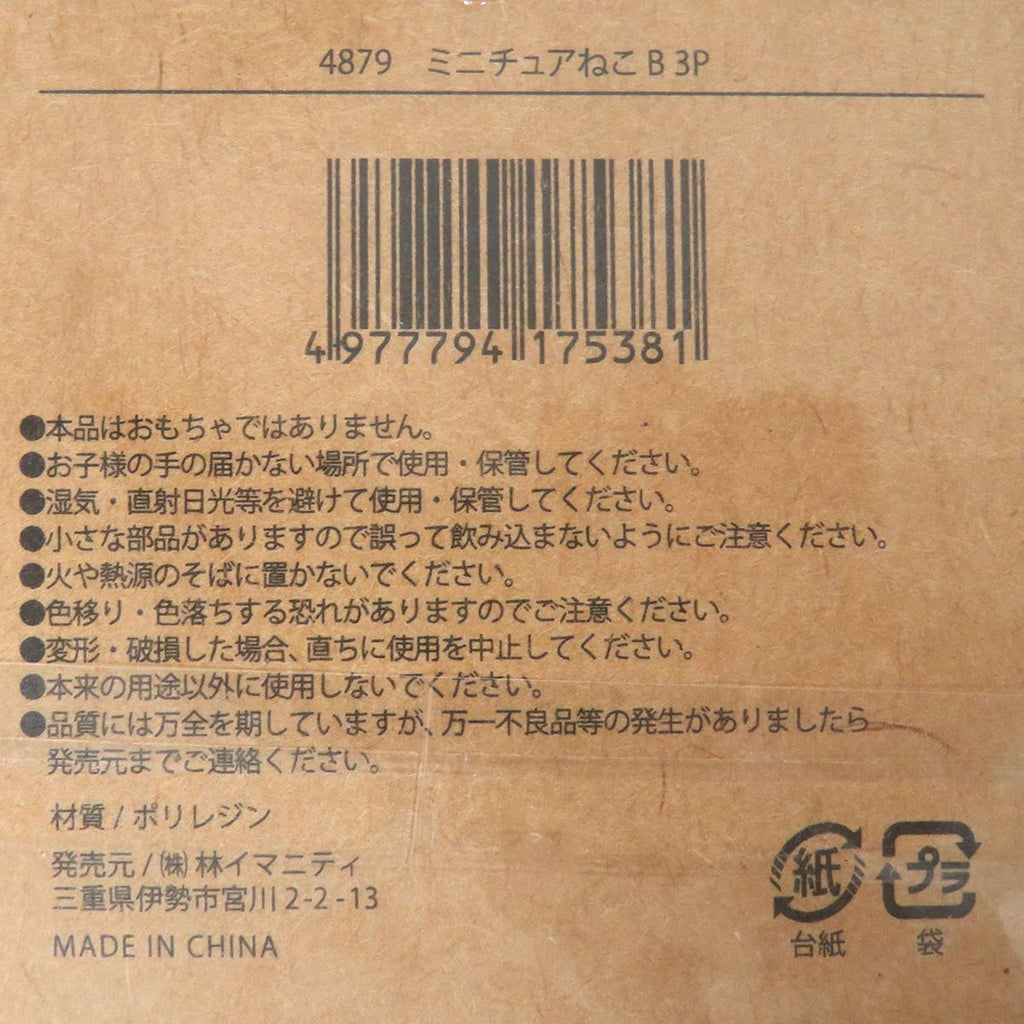 4879 ミニチュアねこ B 3P
4 977794 175381
●本品はおもちゃではありません。
●お子様の手の届かない場所で使用・保管してください。
●湿気・直射日光等を避けて使用・保管してください。
●小さな部品がありますので誤って飲み込まないようにご注意ください。
●火や熱源のそばに置かないでください。
●色移り・色落ちする恐れがありますのでご注意ください。
●変形・破損した場合、直ちに使用を中止してください。
●本来の用途以外に使用しないでください。
●品質には万全を期していますが、万一不良品等の発生がありましたら
発売元までご連絡ください。
材質 / ポリレジン
発売元 / ㈱ 林イマニティ
三重県伊勢市宮川 2-2-13
MADE IN CHINA
紙 プラ
台紙 袋